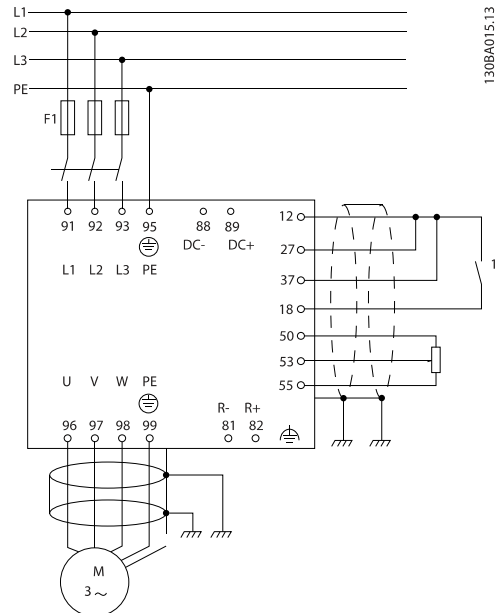 130BA015.13
L1
L2
L3
PE
F1
91 92 93 95 88 89
DC- DC+
L1 L2 L3 PE
12
27
37
18
1
50
53
55
U V W PE
R- R+
96 97 98 99 81 82
M
3~